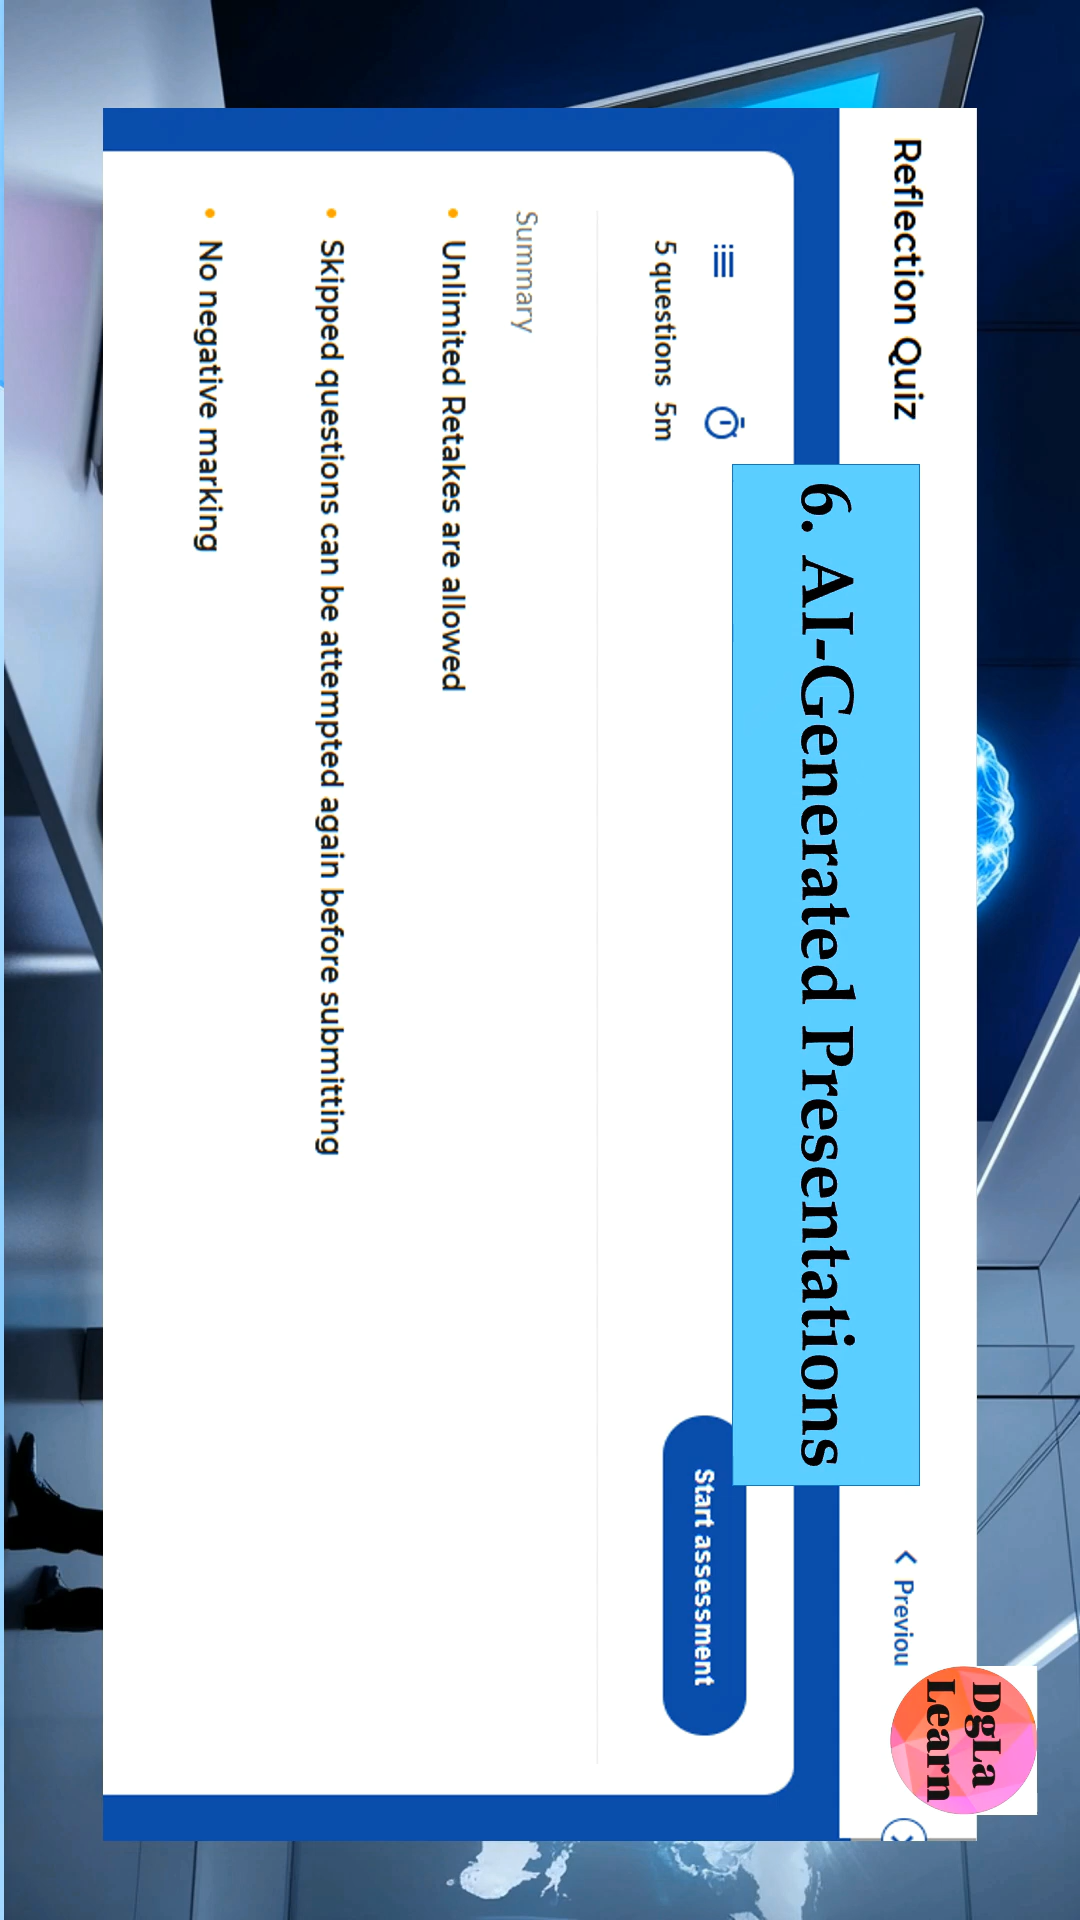 Reflection Quiz
6. AI-Generated Presentations
Previou
DgLa
Learn
5 questions 5m
Start assessment
Summary
Unlimited Retakes are allowed
Skipped questions can be attempted again before submitting
No negative marking